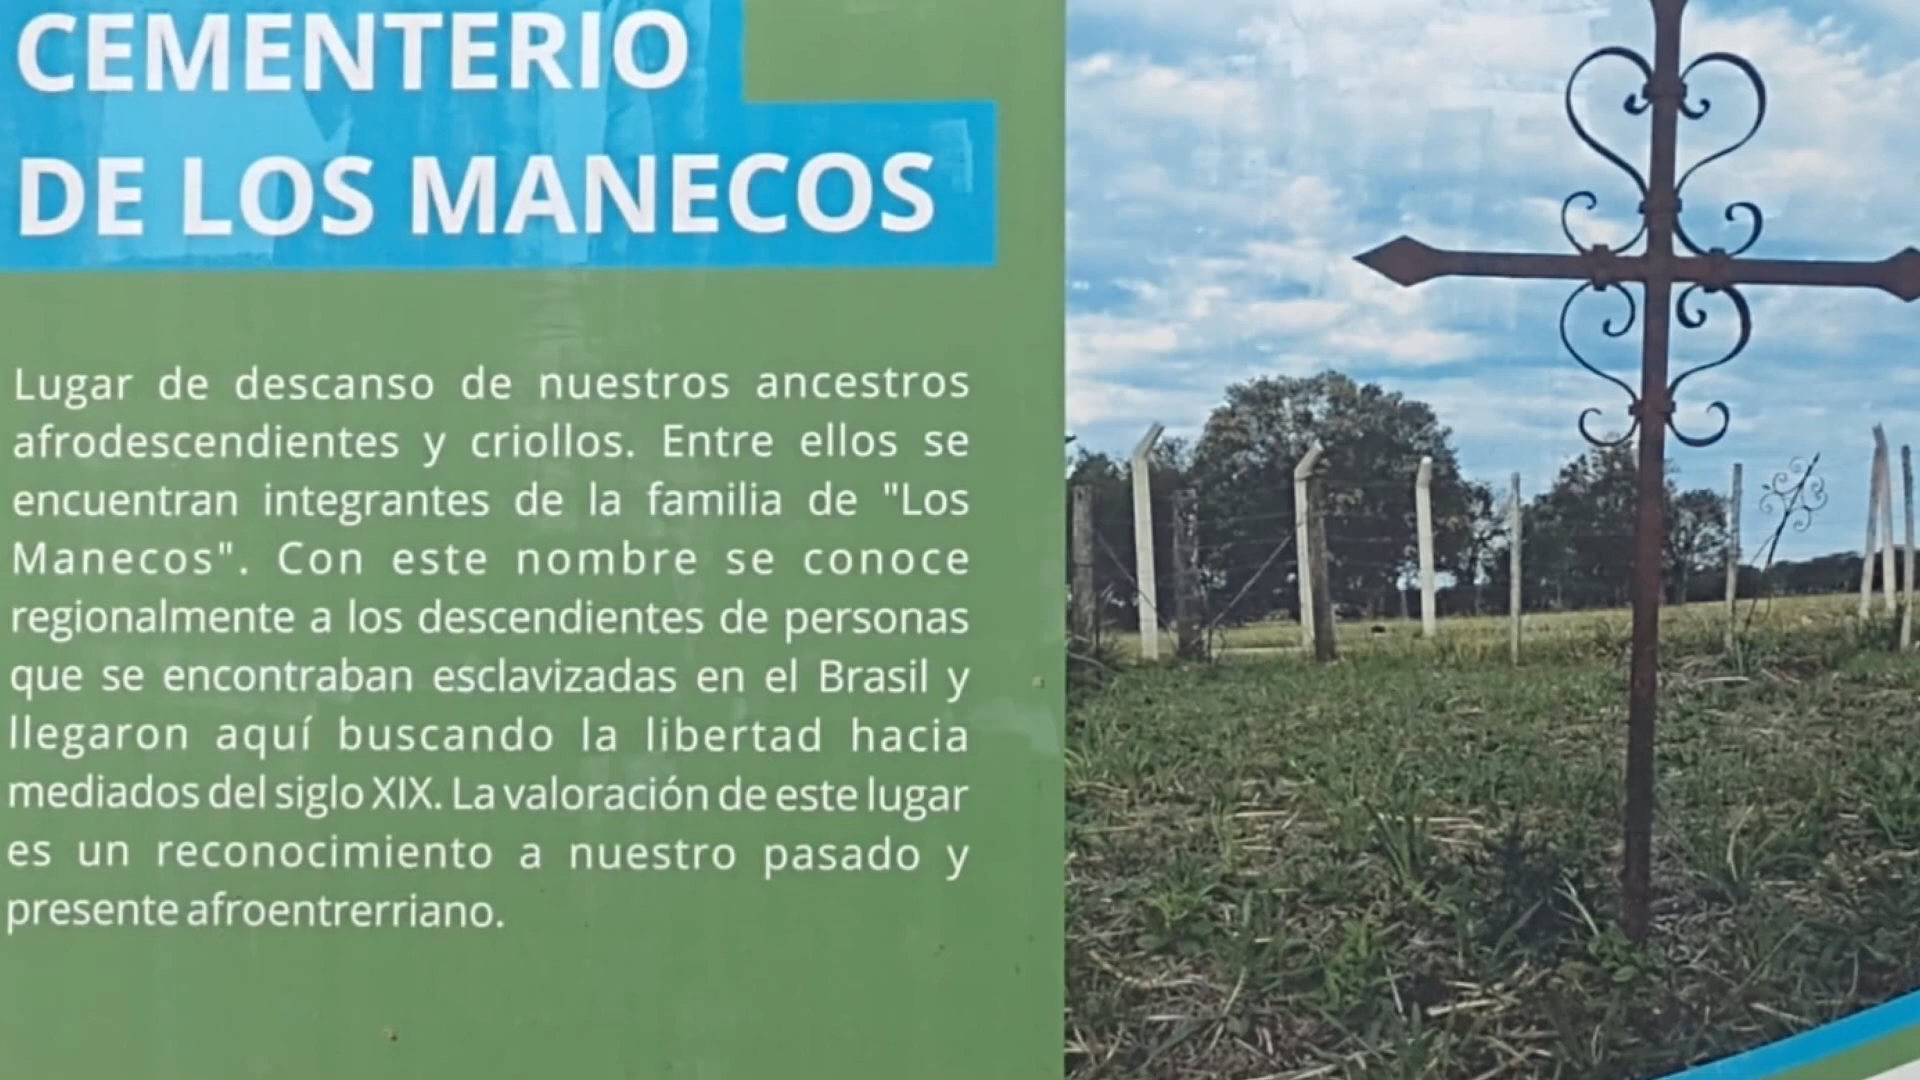 CEMENTERIO
DE LOS MANECOS
Lugar de descanso de nuestros ancestros
afrodescendientes y criollos. Entre ellos se
encuentran integrantes de la familia de "Los
Manecos". Con este nombre se conoce
regionalmente a los descendientes de personas
que se encontraban esclavizadas en el Brasil y
llegaron aquí buscando la libertad hacia
mediados del siglo XIX. La valoración de este lugar
es un reconocimiento a nuestro pasado y
presente afroentrerriano.